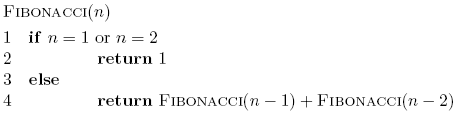 FIBONACCI(n)
1 if n = 1 or n = 2
2 return 1
3 else
4 return FIBONACCI(n − 1) + FIBONACCI(n − 2)